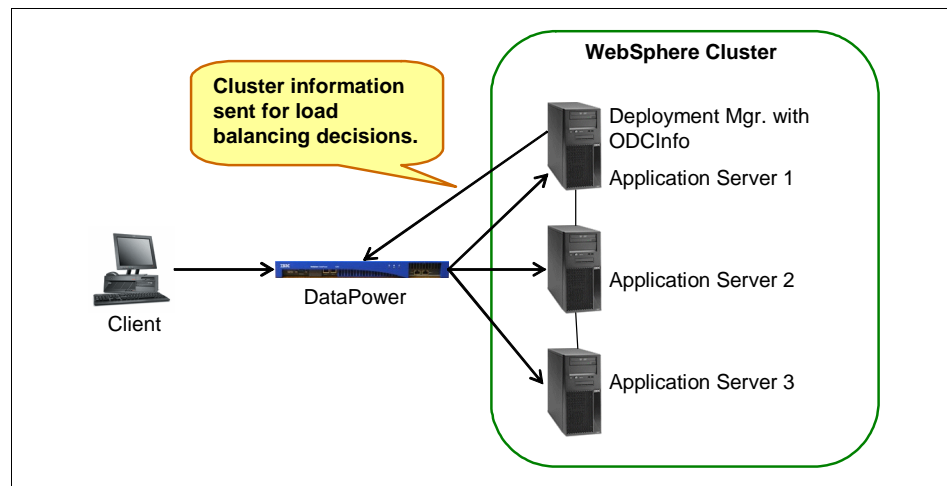 WebSphere Cluster
Cluster information
sent for load
balancing decisions.
Deployment Mgr. with
ODCInfo
Application Server 1
Client
DataPower
Application Server 2
Application Server 3